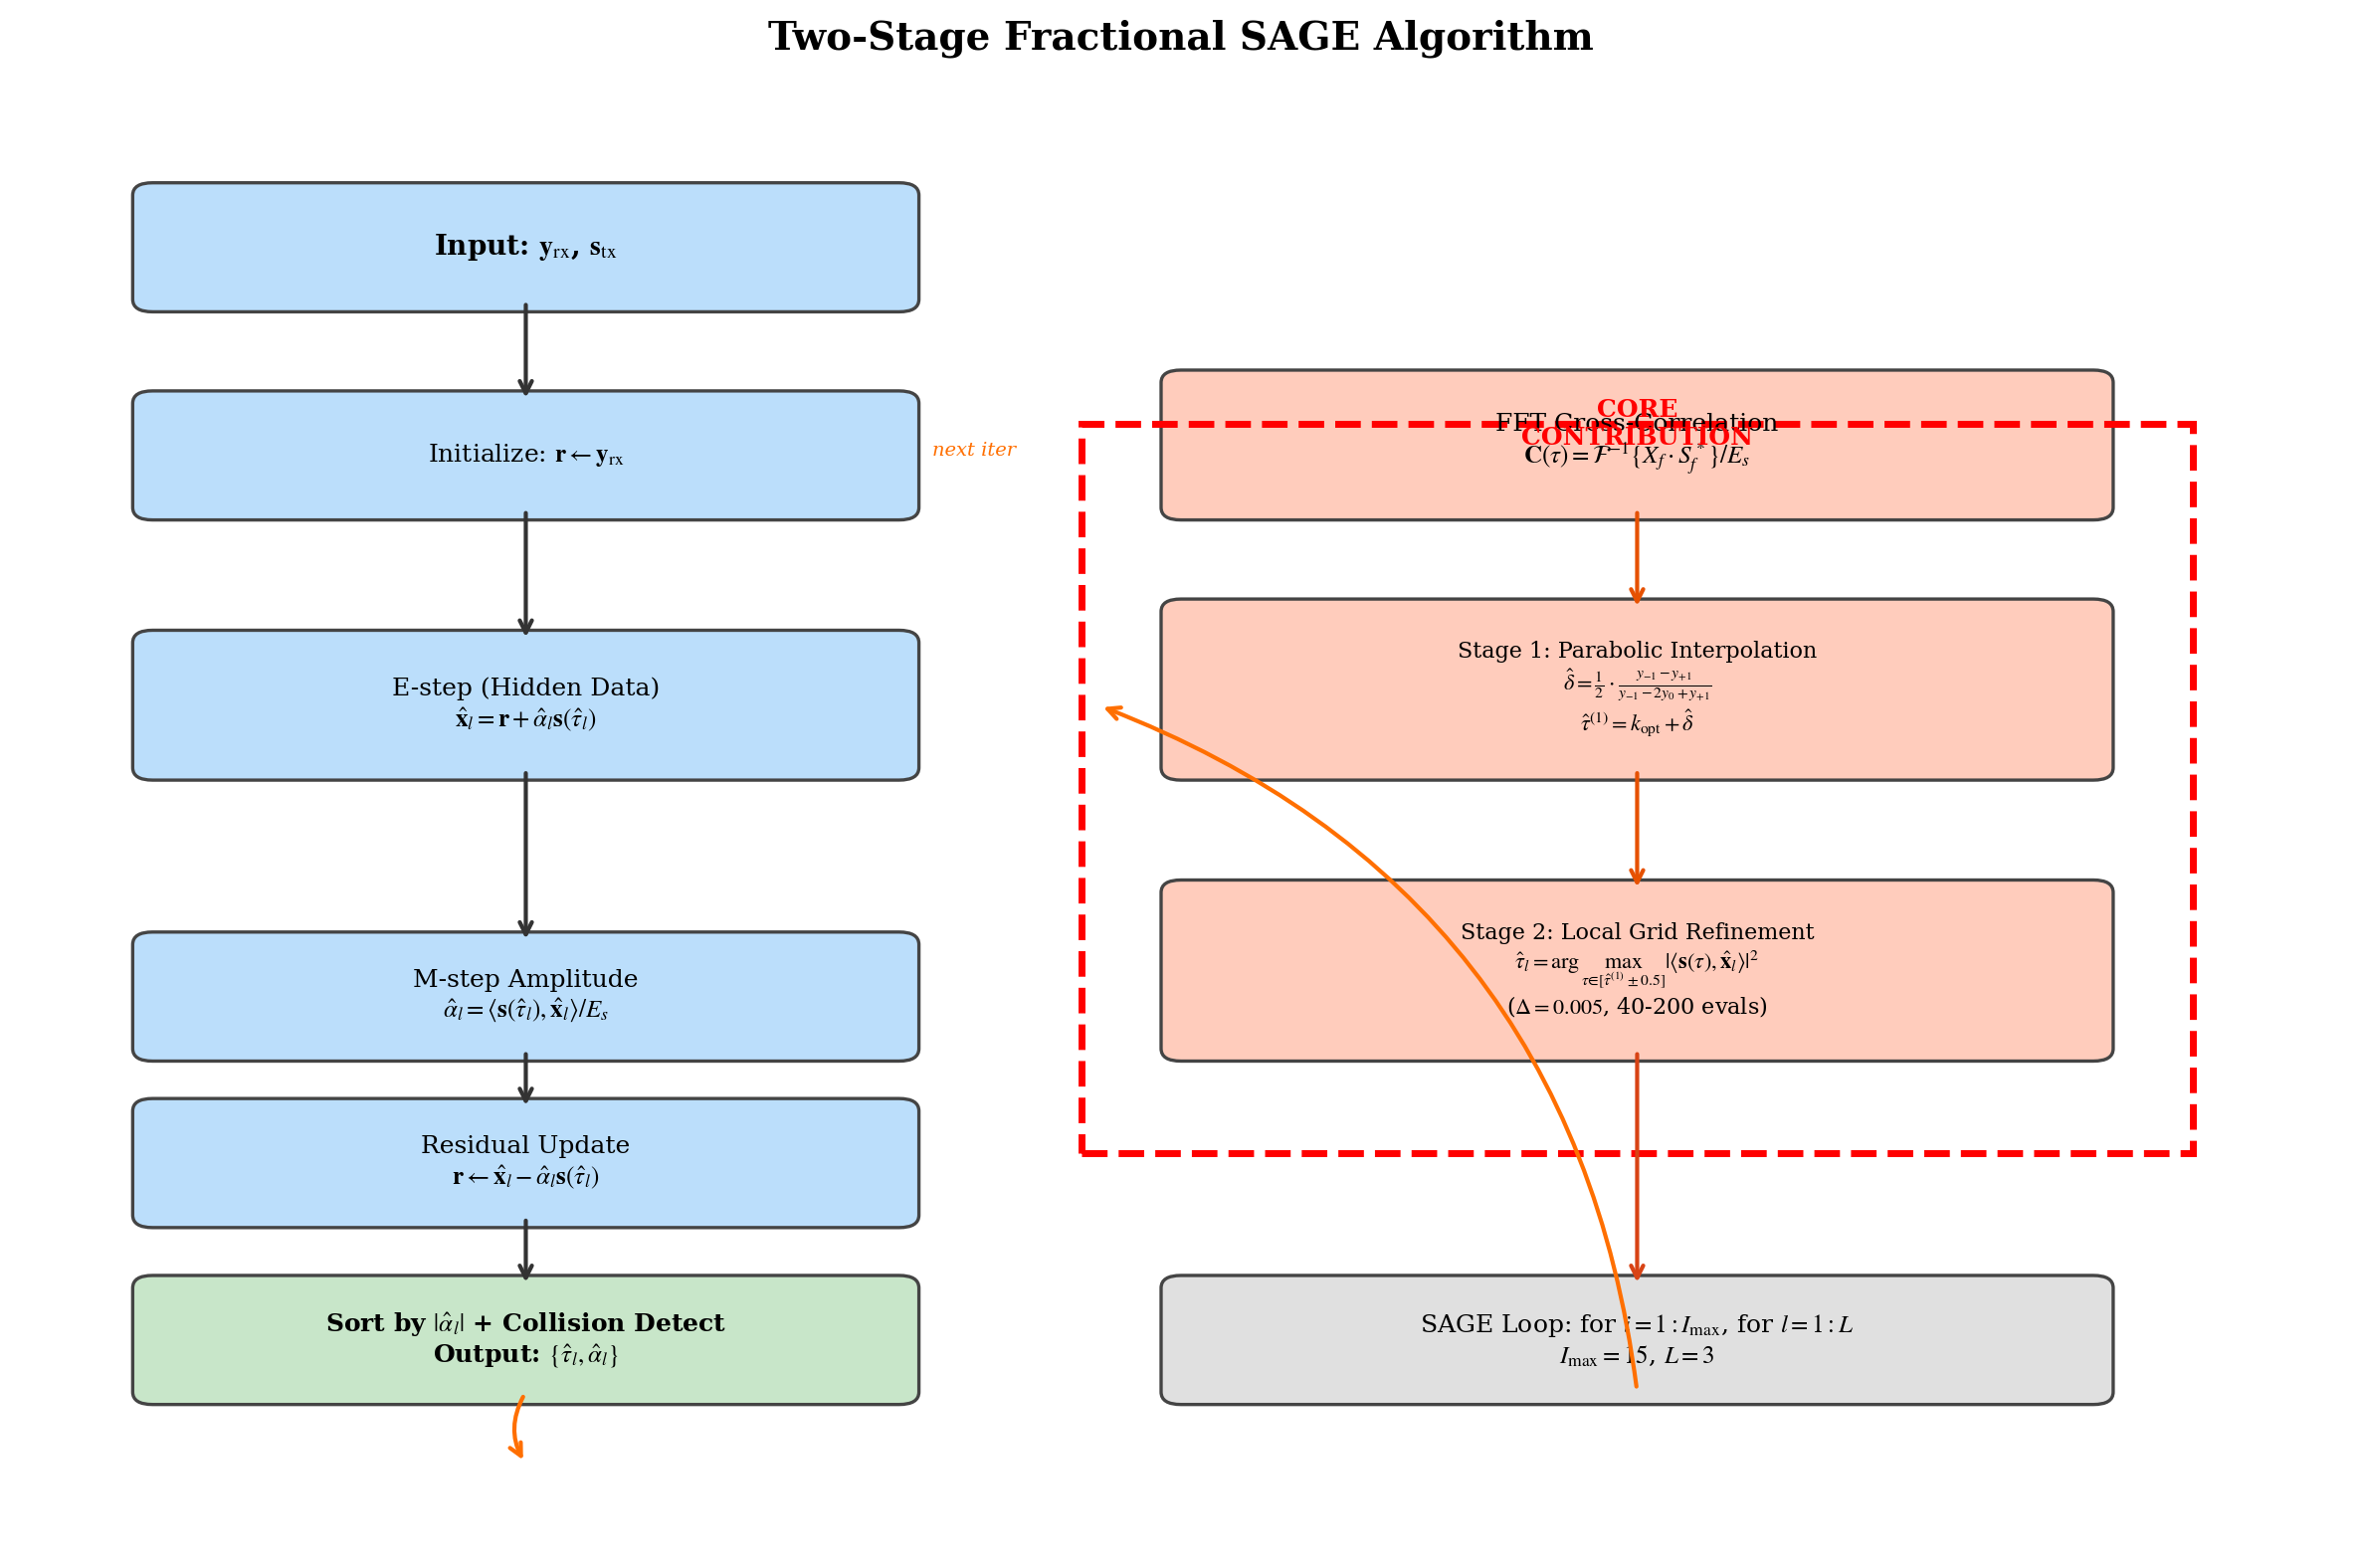 Two-Stage Fractional SAGE Algorithm
Input: y_rx, s_tx
Initialize: r ← y_rx
next iter
E-step (Hidden Data)
x̂_l = r + α̂_l s(τ̂_l)
M-step Amplitude
α̂_l = ⟨s(τ̂_l), x̂_l⟩/E_s
Residual Update
r ← x̂_l − α̂_l s(τ̂_l)
Sort by |α̂_l| + Collision Detect
Output: {τ̂_l, α̂_l}
CORE
CONTRIBUTION
FFT Cross-Correlation
C(τ) = ℱ⁻¹{X_f · S_f^*}/E_s
Stage 1: Parabolic Interpolation
δ̂ = 1/2 · (y_−1 − y_+1)/(y_−1 − 2y_0 + y_+1)
τ̂^(1) = k_opt + δ̂
Stage 2: Local Grid Refinement
τ̂_l = arg max_{τ∈[τ̂^(1) ± 0.5]} |⟨s(τ), x̂_l⟩|²
(Δ = 0.005, 40-200 evals)
SAGE Loop: for i = 1 : I_max, for l = 1 : L
I_max = 15, L = 3